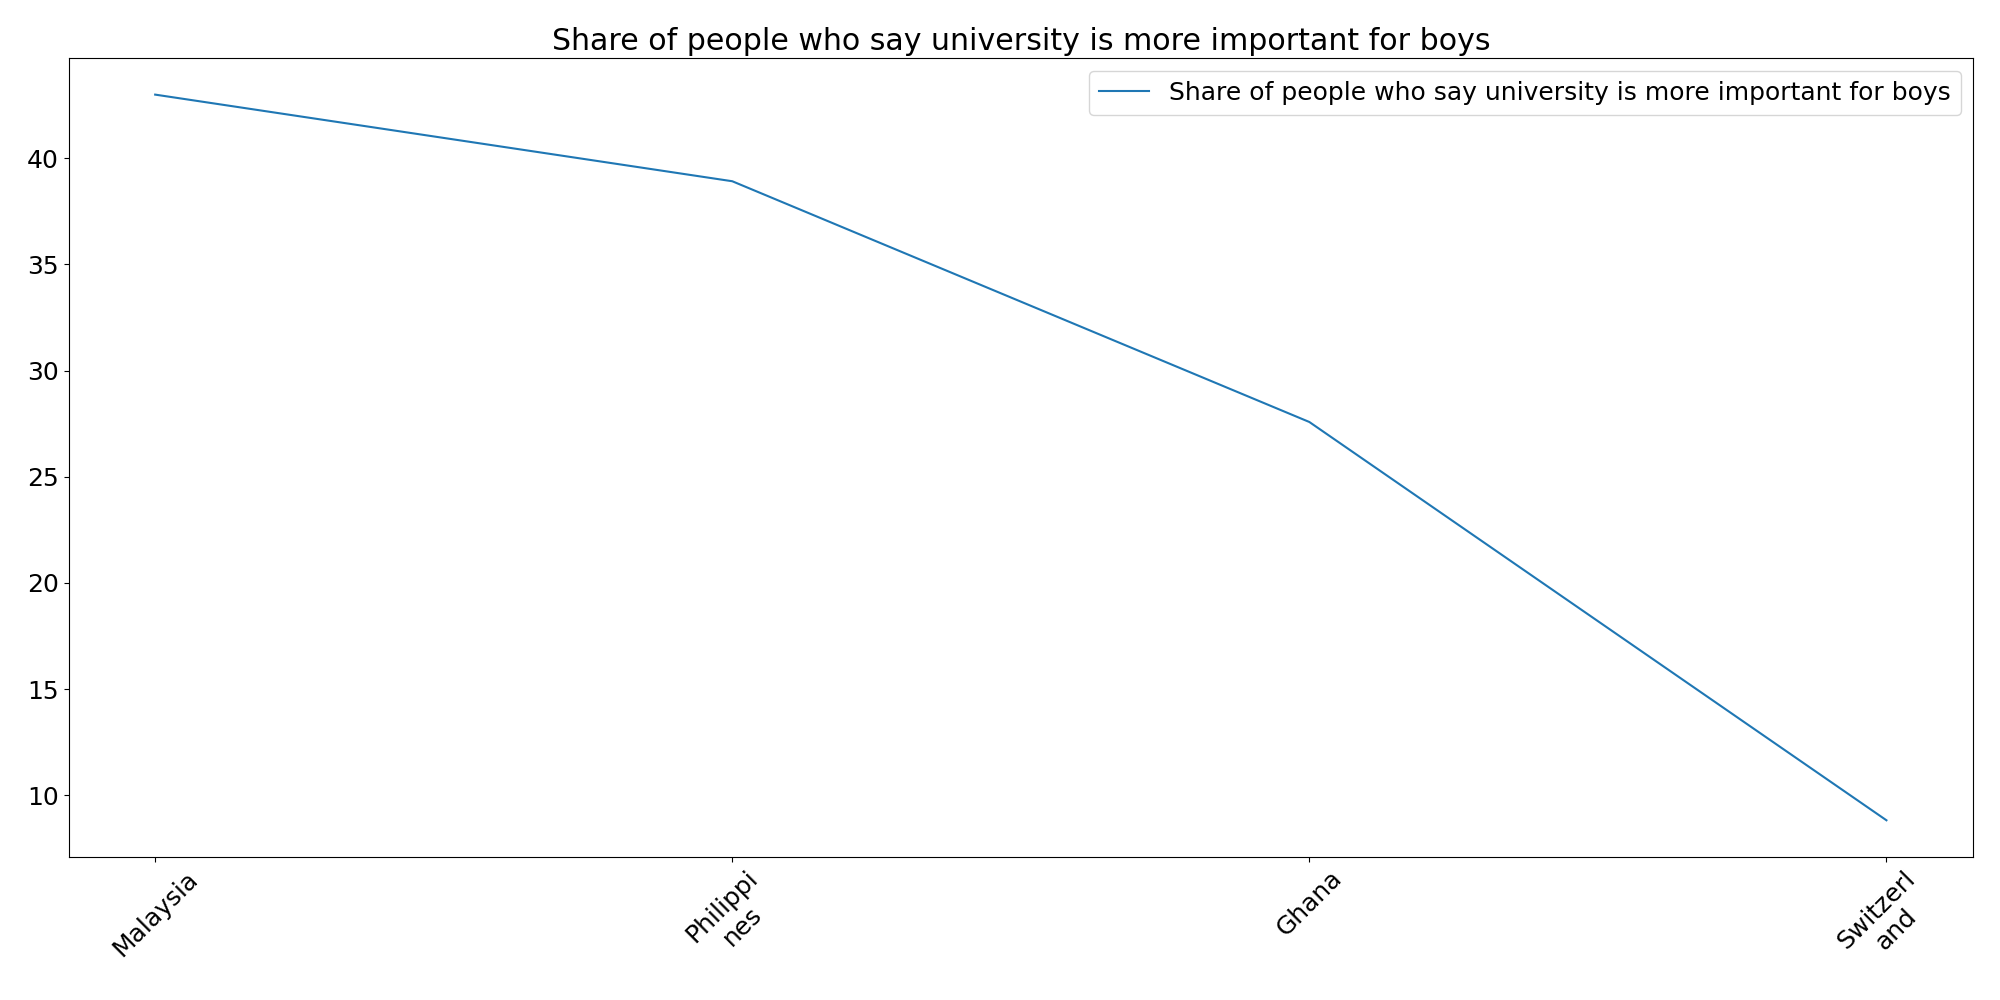 Share of people who say university is more important for boys
Share of people who say university is more important for boys
40
35
30
25
20
15
10
Malaysia
Philippi
nes
Ghana
Switzerl
and